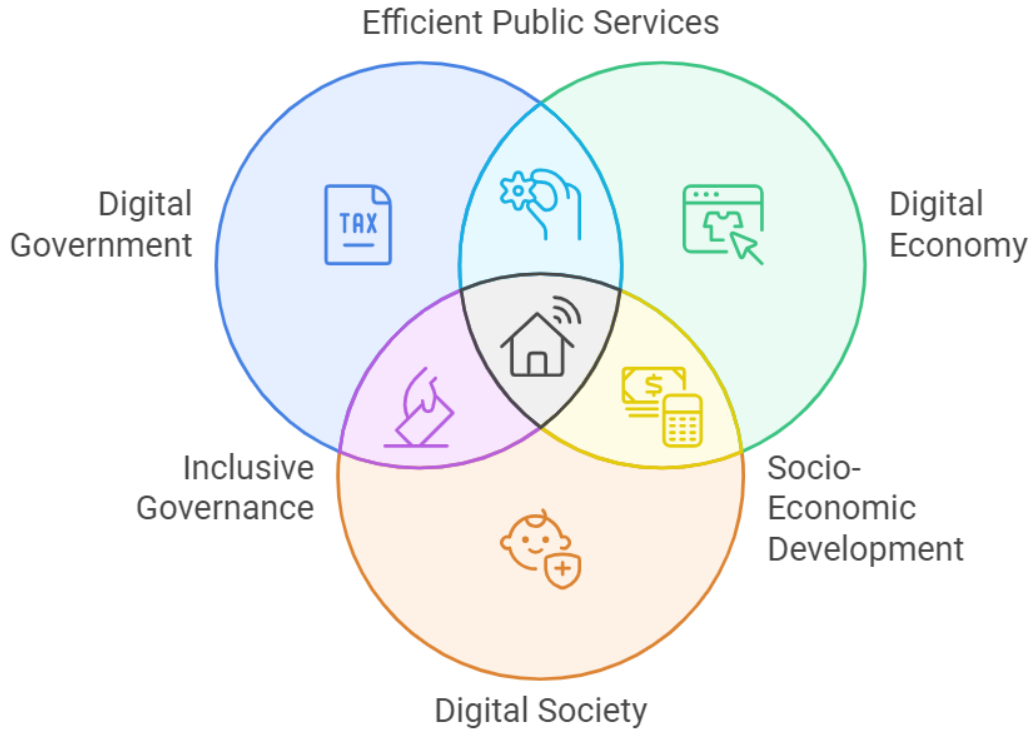 Efficient Public Services
Digital
Government
TAX
Digital
Economy
$
Inclusive
Governance
Socio-
Economic
Development
Digital Society